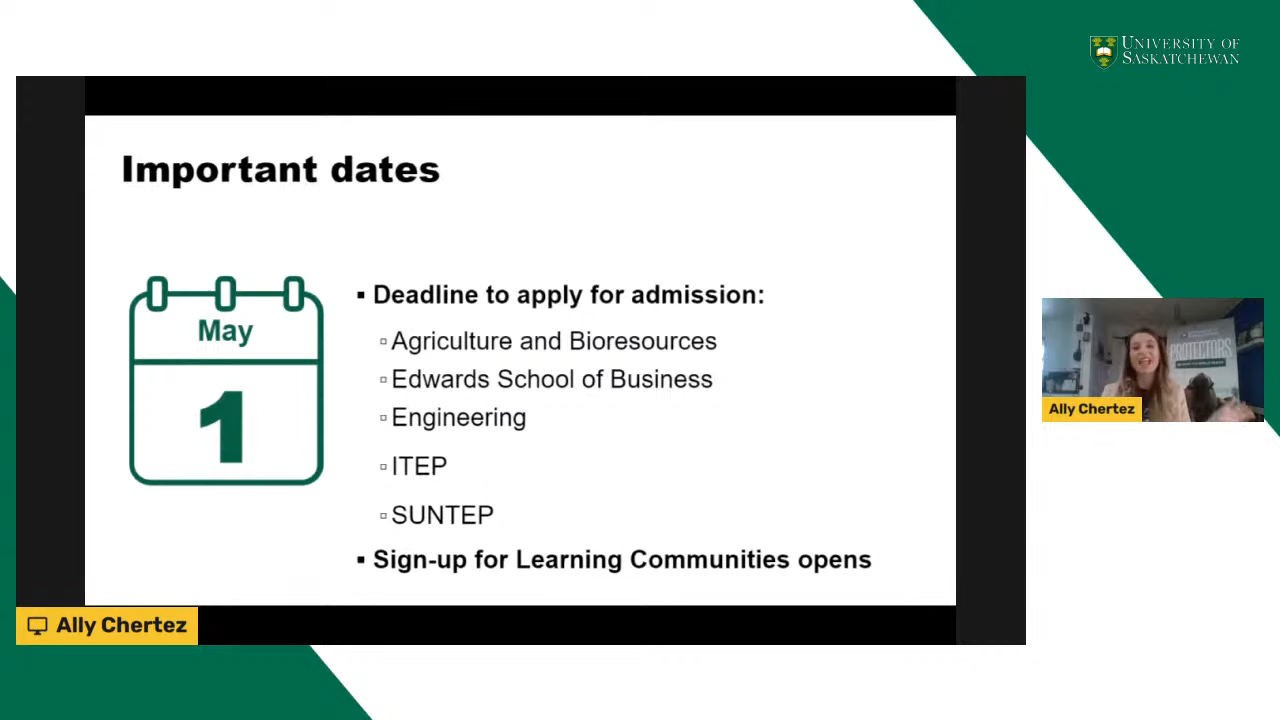 UNIVERSITY OF
SASKATCHEWAN
Important dates
May
1
▪ Deadline to apply for admission:
▫ Agriculture and Bioresources
▫ Edwards School of Business
▫ Engineering
▫ ITEP
▫ SUNTEP
▪ Sign-up for Learning Communities opens
PROTECTORS
Ally Chertez
Ally Chertez